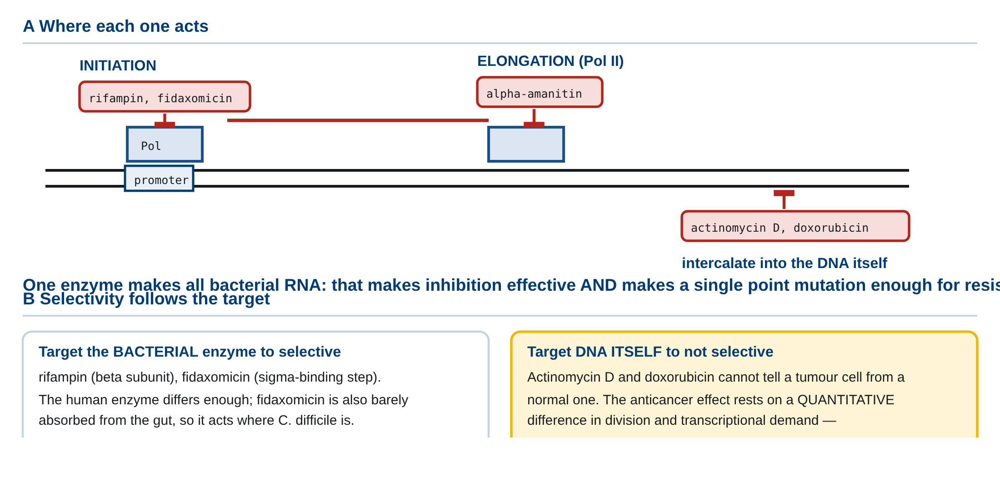 A Where each one acts
INITIATION
ELONGATION (Pol II)
rifampin, fidaxomicin
alpha-amanitin
Pol
promoter
actinomycin D, doxorubicin
intercalate into the DNA itself
One enzyme makes all bacterial RNA: that makes inhibition effective AND makes a single point mutation enough for resis
B Selectivity follows the target
Target the BACTERIAL enzyme to selective
rifampin (beta subunit), fidaxomicin (sigma-binding step).
The human enzyme differs enough; fidaxomicin is also barely
absorbed from the gut, so it acts where C. difficile is.
Target DNA ITSELF to not selective
Actinomycin D and doxorubicin cannot tell a tumour cell from a
normal one. The anticancer effect rests on a QUANTITATIVE
difference in division and transcriptional demand —